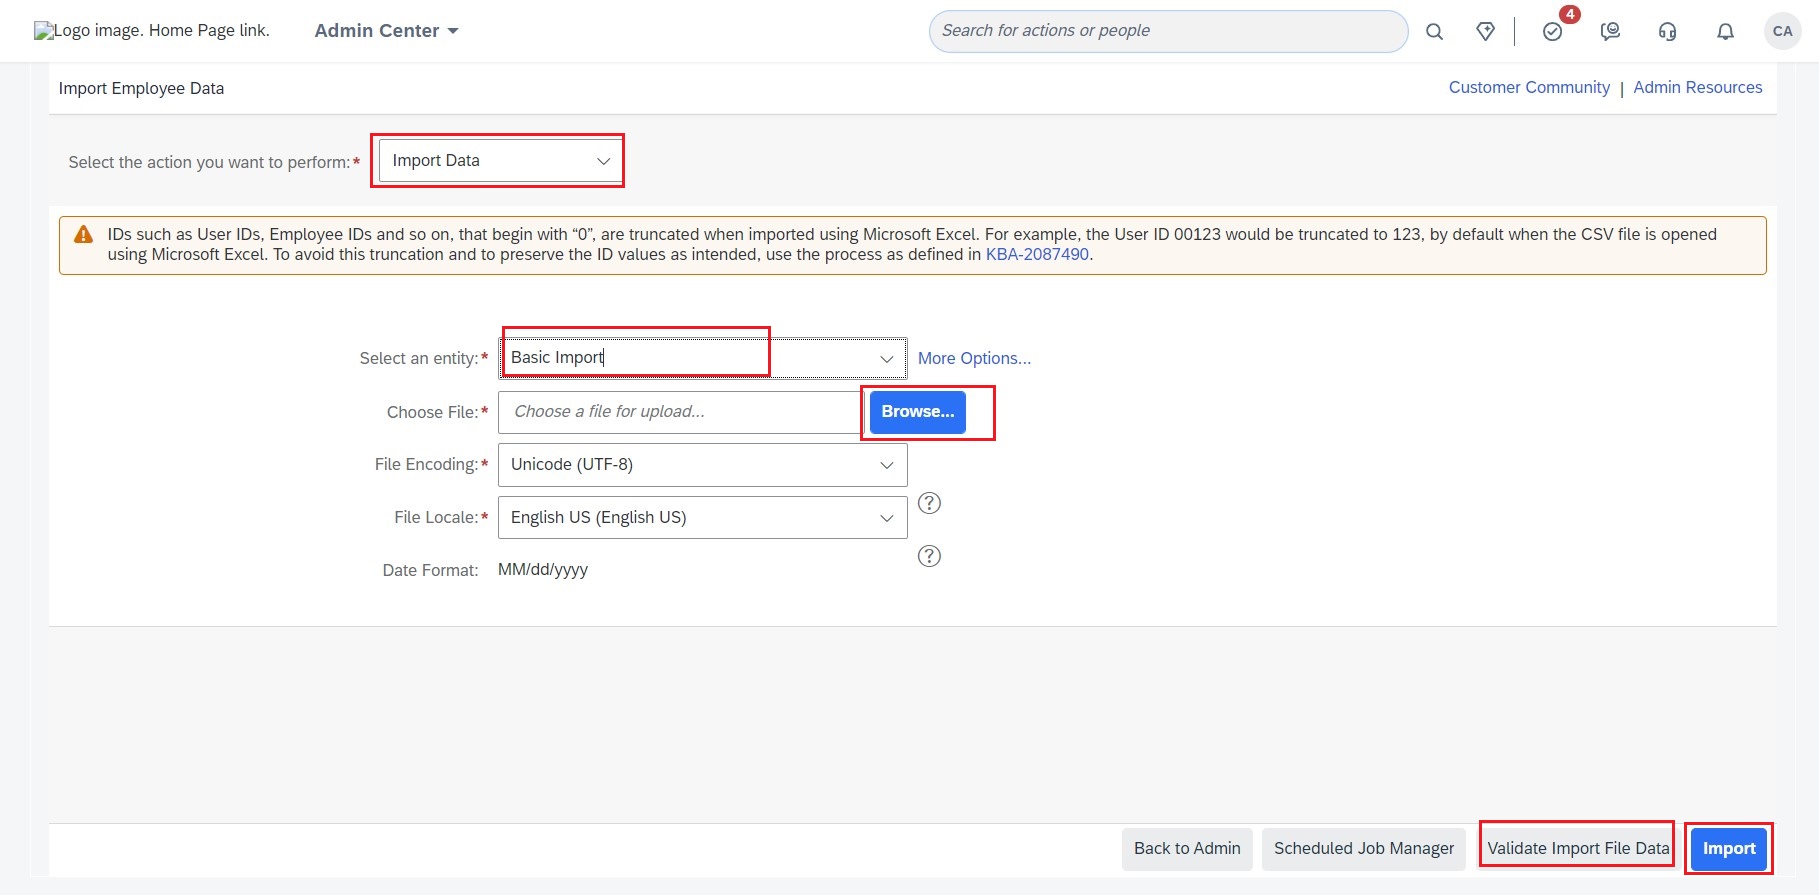 Logo image. Home Page link.
Admin Center
Search for actions or people
4
CA
Import Employee Data
Customer Community | Admin Resources
Select the action you want to perform:*
Import Data
IDs such as User IDs, Employee IDs and so on, that begin with “0”, are truncated when imported using Microsoft Excel. For example, the User ID 00123 would be truncated to 123, by default when the CSV file is opened
using Microsoft Excel. To avoid this truncation and to preserve the ID values as intended, use the process as defined in KBA-2087490.
Select an entity:*
Basic Import
More Options...
Choose File:*
Choose a file for upload...
Browse...
File Encoding:*
Unicode (UTF-8)
File Locale:*
English US (English US)
?
Date Format:
MM/dd/yyyy
?
Back to Admin
Scheduled Job Manager
Validate Import File Data
Import